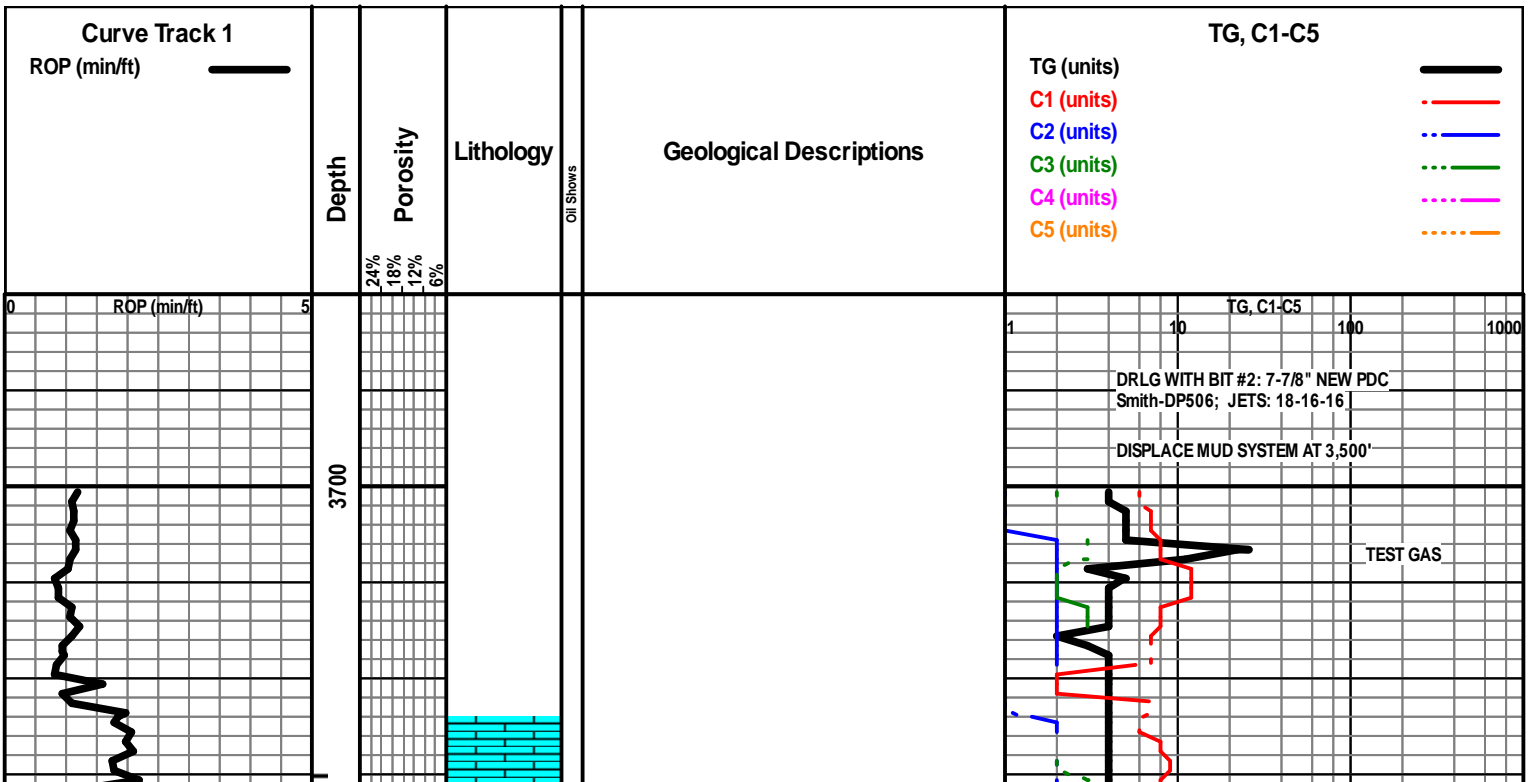 Curve Track 1
ROP (min/ft)
Depth
Porosity
24%
18%
12%
6%
Lithology
Oil Shows
Geological Descriptions
TG, C1-C5
TG (units)
C1 (units)
C2 (units)
C3 (units)
C4 (units)
C5 (units)
0 ROP (min/ft) 5
TG, C1-C5
1 10 100 1000
DRLG WITH BIT #2: 7-7/8" NEW PDC
Smith-DP506; JETS: 18-16-16
DISPLACE MUD SYSTEM AT 3,500'
3700
TEST GAS